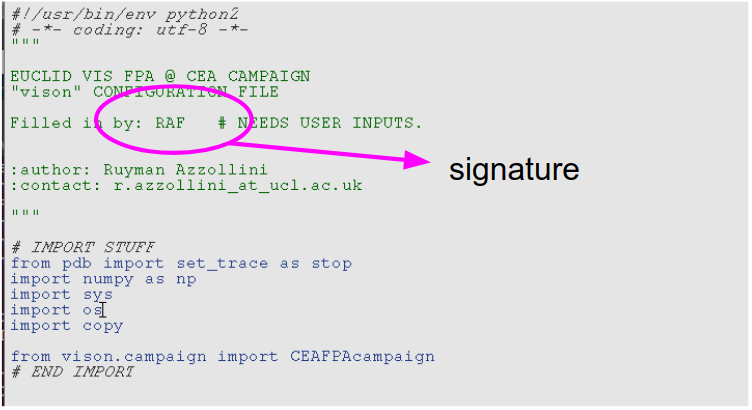 #!/usr/bin/env python2
# -*- coding: utf-8 -*-
"""
EUCLID VIS FPA @ CEA CAMPAIGN
"vison" CONFIGURATION FILE
Filled in by: RAF   # NEEDS USER INPUTS.
signature
:author: Ruyman Azzollini
:contact: r.azzollini_at_ucl.ac.uk
"""
# IMPORT STUFF
from pdb import set_trace as stop
import numpy as np
import sys
import os
import copy
from vison.campaign import CEAFPAcampaign
# END IMPORT